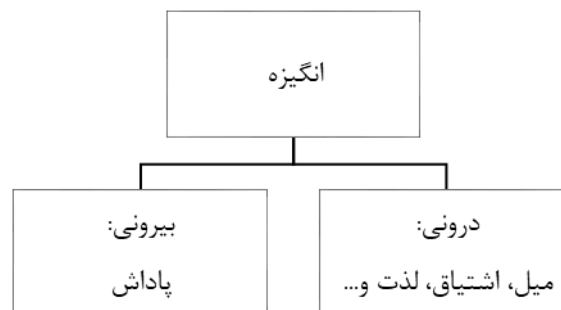 انگیزه
درونی:
میل، اشتیاق، لذت و...
بیرونی:
پاداش